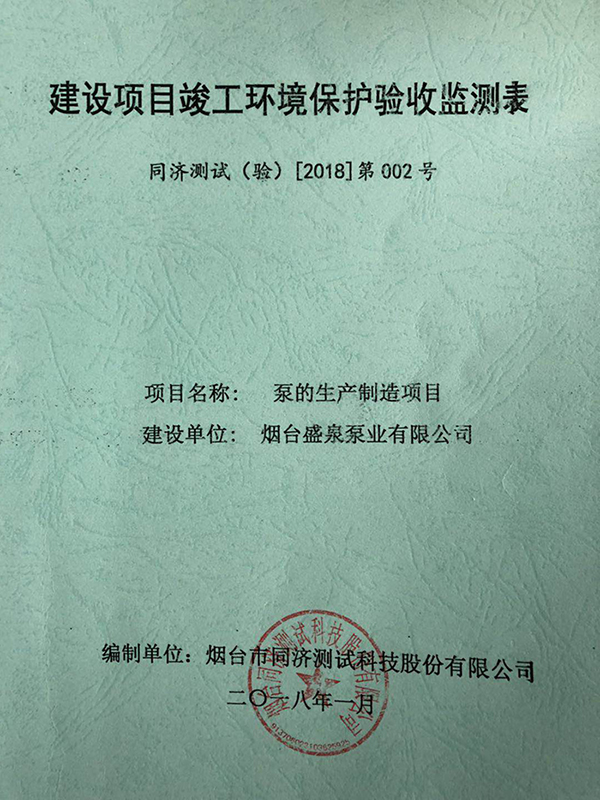 建设项目竣工环境保护验收监测表
同济测试（验）[2018]第 002 号
项目名称： 泵的生产制造项目
建设单位： 烟台盛泉泵业有限公司
编制单位：烟台市同济测试科技股份有限公司
二〇一八年一月